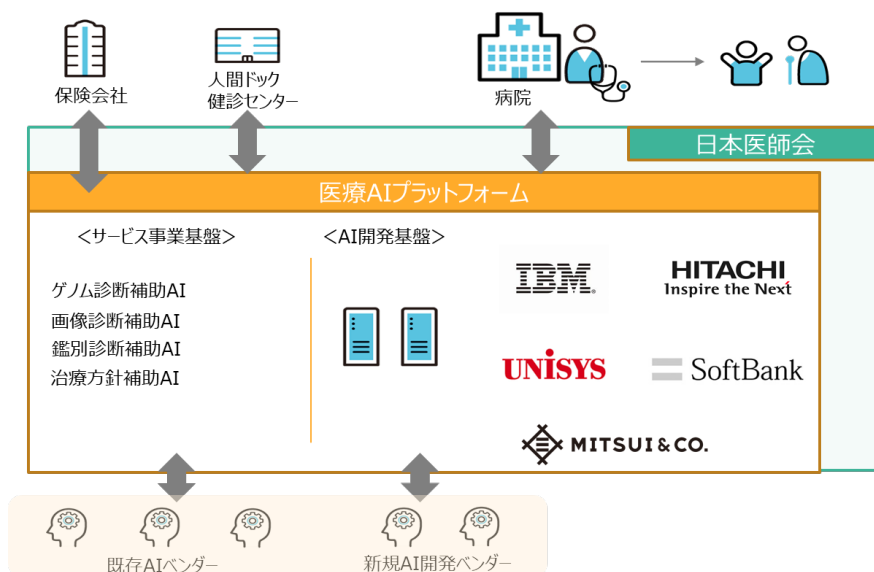 保険会社
人間ドック
健診センター
病院
日本医師会
医療AIプラットフォーム
＜サービス事業基盤＞
＜AI開発基盤＞
ゲノム診断補助AI
画像診断補助AI
鑑別診断補助AI
治療方針補助AI
IBM®
HITACHI
Inspire the Next
UNISYS
SoftBank
MITSUI & CO.
既存AIベンダー
新規AI開発ベンダー